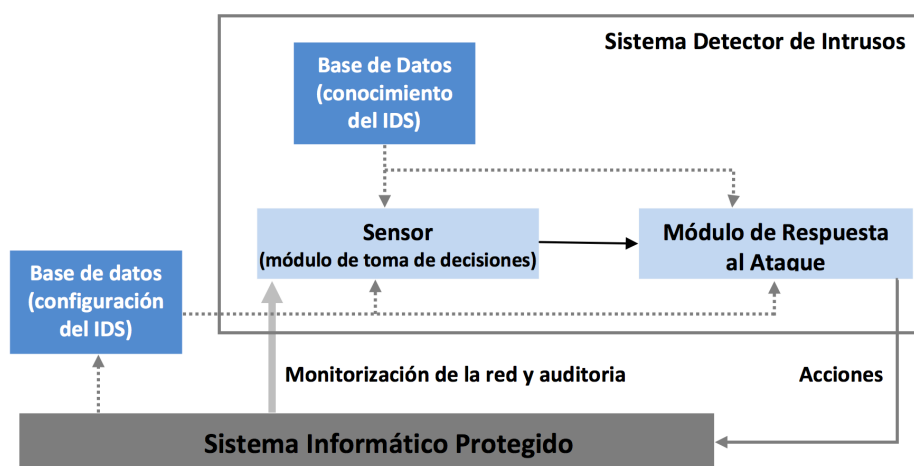 Sistema Detector de Intrusos
Base de Datos
(conocimiento
del IDS)
Sensor
(módulo de toma de decisiones)
Módulo de Respuesta
al Ataque
Base de datos
(configuración
del IDS)
Monitorización de la red y auditoria
Acciones
Sistema Informático Protegido